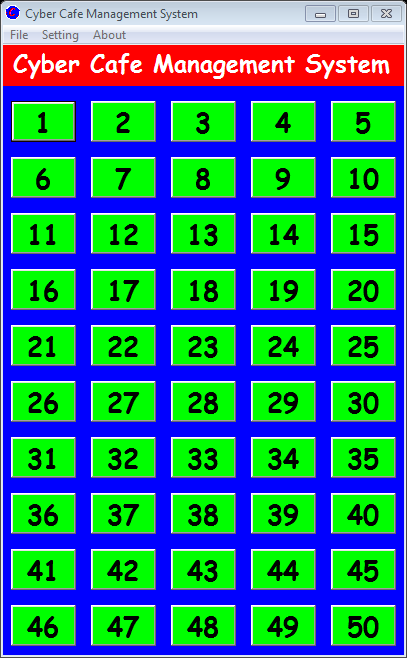 Cyber Cafe Management System
File Setting About
Cyber Cafe Management System
1 2 3 4 5
6 7 8 9 10
11 12 13 14 15
16 17 18 19 20
21 22 23 24 25
26 27 28 29 30
31 32 33 34 35
36 37 38 39 40
41 42 43 44 45
46 47 48 49 50